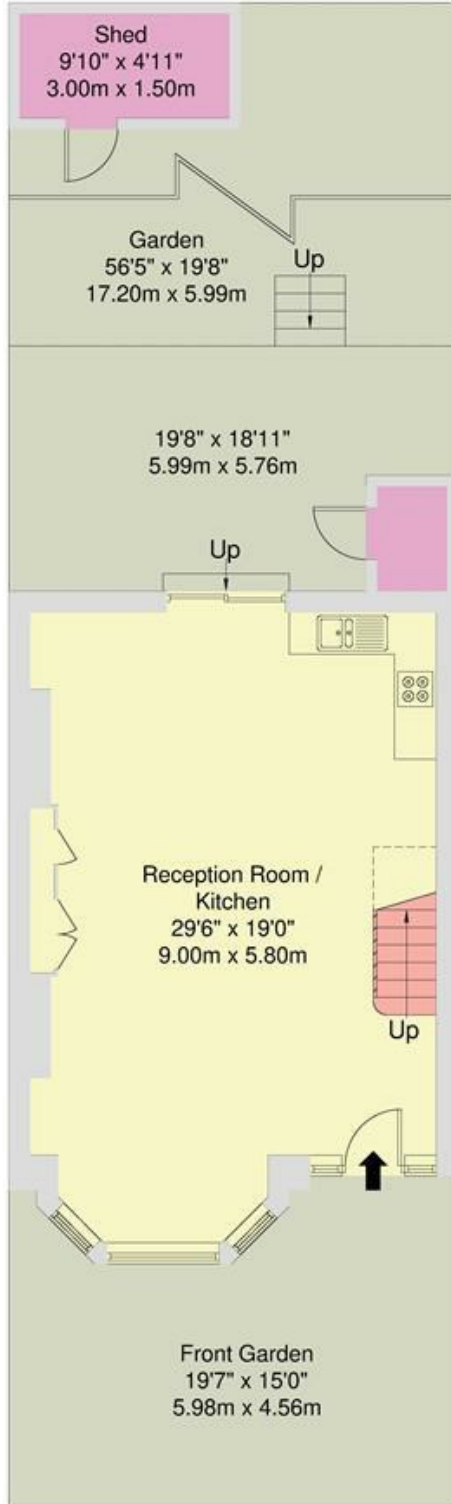 Shed
9'10" x 4'11"
3.00m x 1.50m
Garden
56'5" x 19'8"
17.20m x 5.99m
Up
19'8" x 18'11"
5.99m x 5.76m
Up
Reception Room /
Kitchen
29'6" x 19'0"
9.00m x 5.80m
Up
Front Garden
19'7" x 15'0"
5.98m x 4.56m